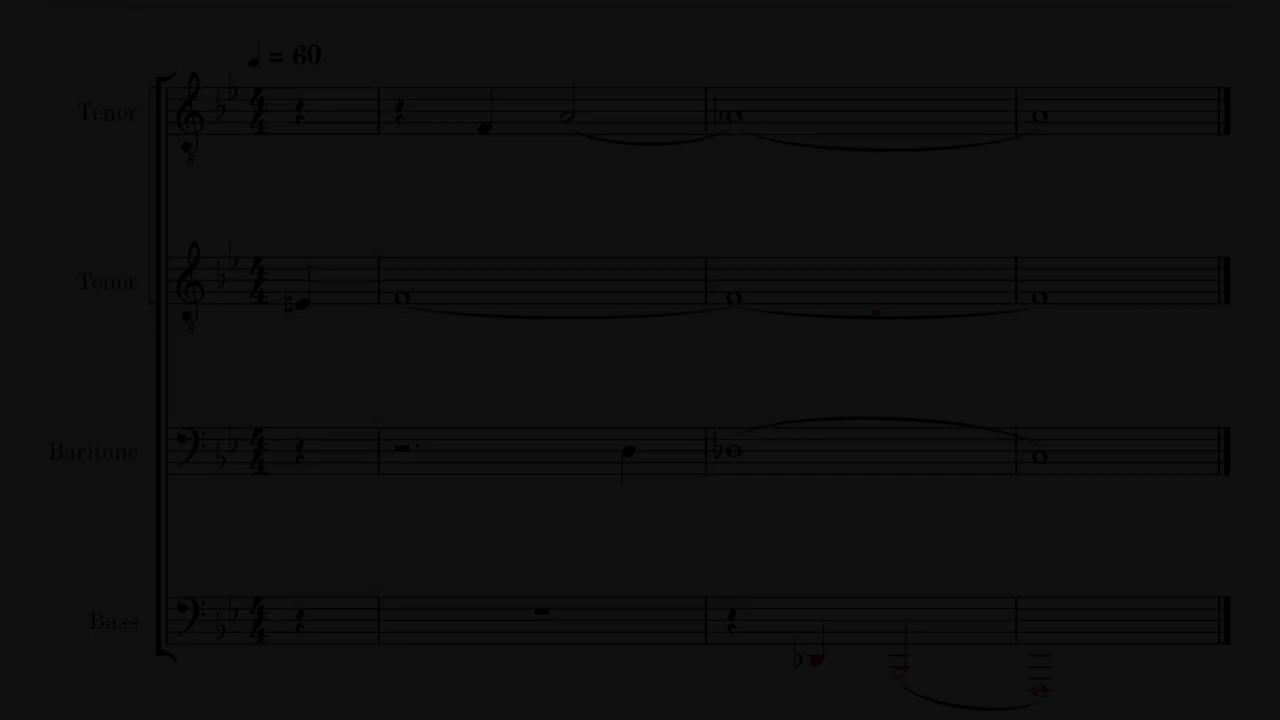 ♩ = 60
Tenor
Tenor
Baritone
Bass